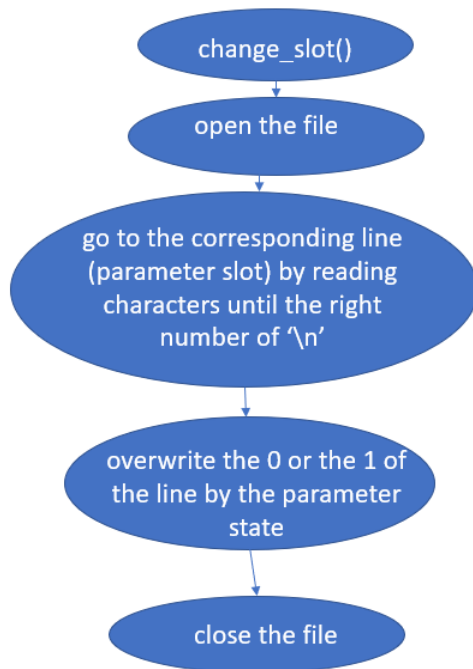 change_slot()
open the file
go to the corresponding line
(parameter slot) by reading
characters until the right
number of ‘\n’
overwrite the 0 or the 1 of
the line by the parameter
state
close the file